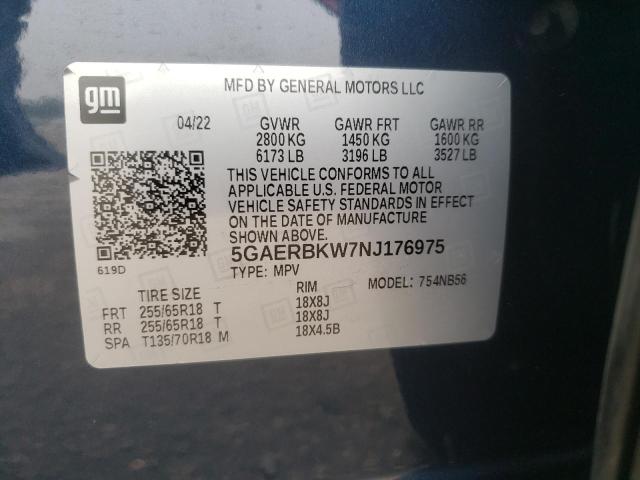 gm
MFD BY GENERAL MOTORS LLC
04/22 GVWR GAWR FRT GAWR RR
2800 KG 1450 KG 1600 KG
6173 LB 3196 LB 3527 LB
THIS VEHICLE CONFORMS TO ALL
APPLICABLE U.S. FEDERAL MOTOR
VEHICLE SAFETY STANDARDS IN EFFECT
ON THE DATE OF MANUFACTURE
SHOWN ABOVE.
619D
5GAERBKW7NJ176975
TYPE: MPV MODEL: 754NB56
TIRE SIZE RIM
FRT 255/65R18 T 18X8J
RR 255/65R18 T 18X8J
SPA T135/70R18 M 18X4.5B